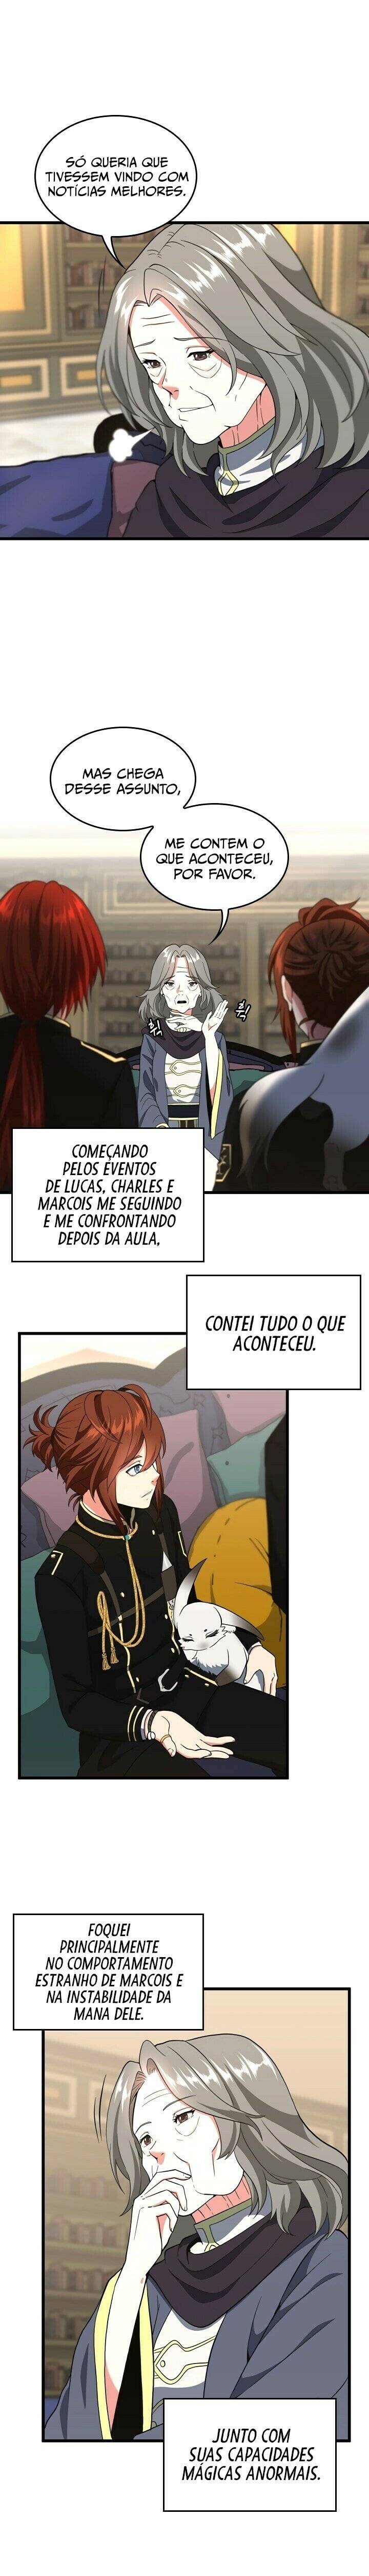 SÓ QUERIA QUE
TIVESSEM VINDO COM
NOTÍCIAS MELHORES.
MAS CHEGA
DESSE ASSUNTO,
ME CONTEM O
QUE ACONTECEU,
POR FAVOR.
COMEÇANDO
PELOS EVENTOS
DE LUCAS, CHARLES E
MARCOIS ME SEGUINDO
E ME CONFRONTANDO
DEPOIS DA AULA,
CONTEI TUDO O QUE
ACONTECEU.
FOQUEI
PRINCIPALMENTE
NO COMPORTAMENTO
ESTRANHO DE MARCOIS E
NA INSTABILIDADE DA
MANA DELE.
JUNTO COM
SUAS CAPACIDADES
MÁGICAS ANORMAIS.